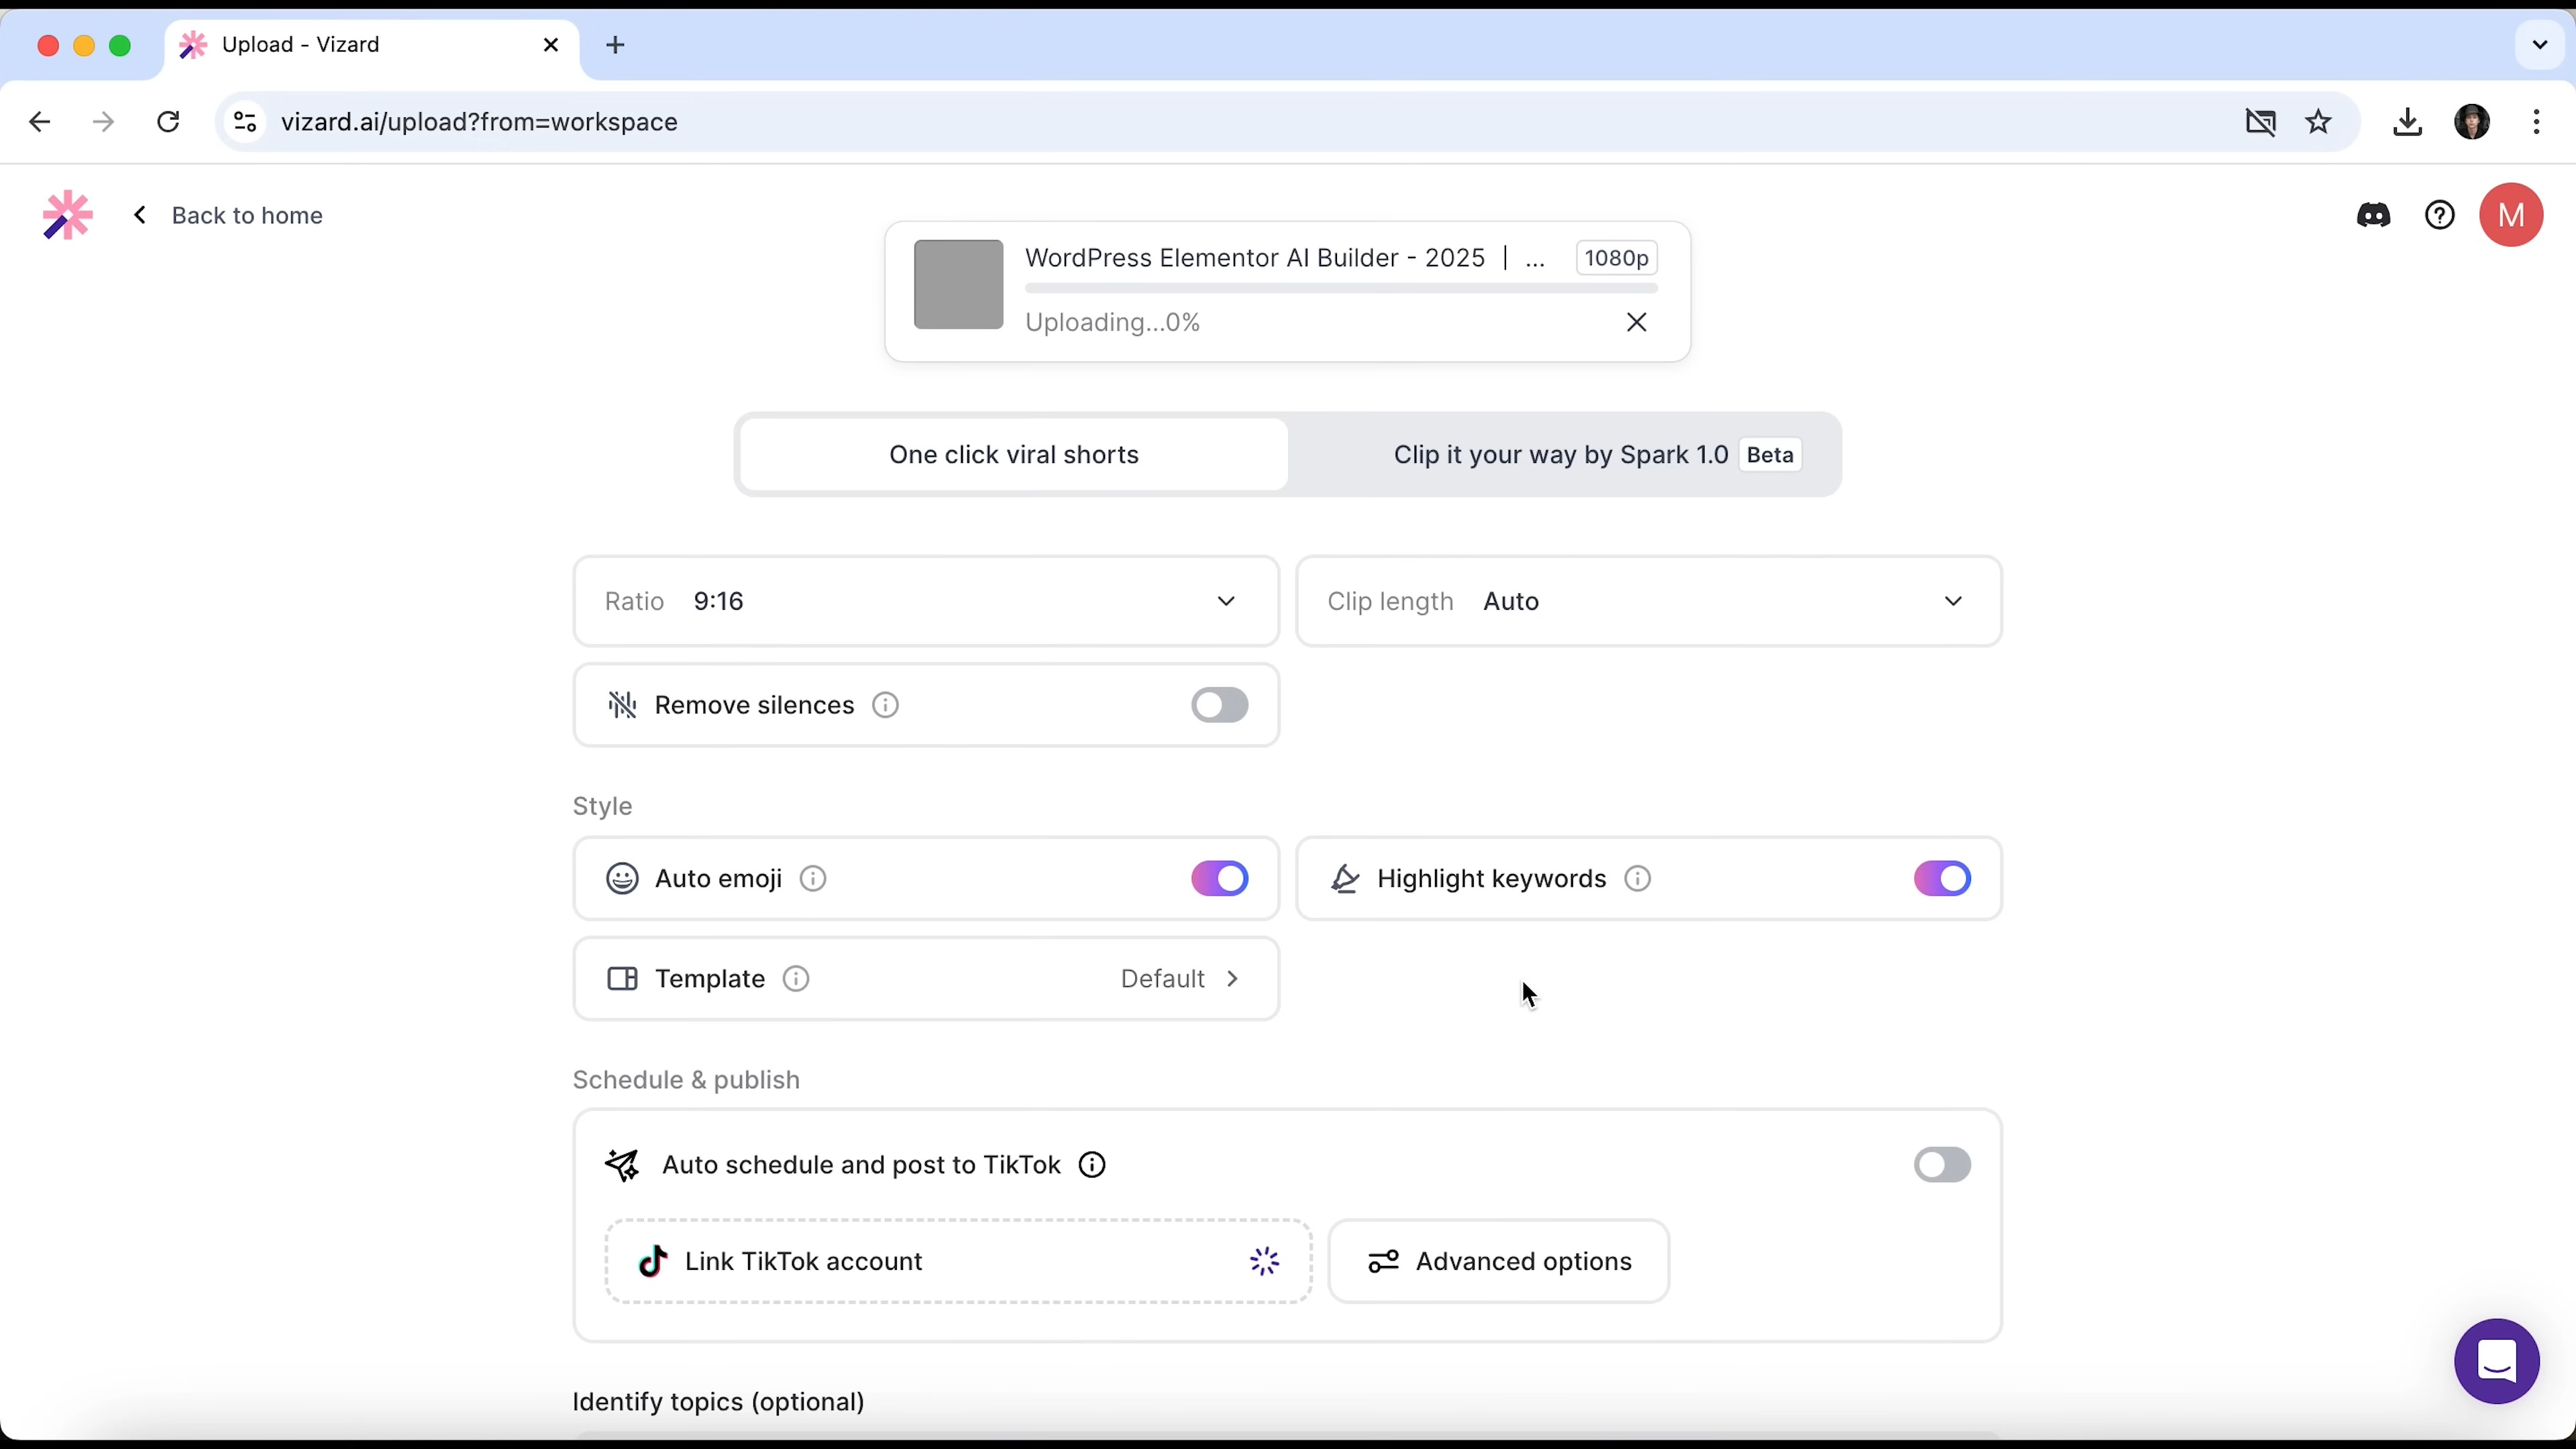 Upload - Vizard
vizard.ai/upload?from=workspace
Back to home
M
WordPress Elementor AI Builder - 2025 | ...
1080p
Uploading...0%
One click viral shorts
Clip it your way by Spark 1.0 Beta
Ratio 9:16
Clip length Auto
Remove silences
Style
Auto emoji
Highlight keywords
Template
Default
Schedule & publish
Auto schedule and post to TikTok
Link TikTok account
Advanced options
Identify topics (optional)